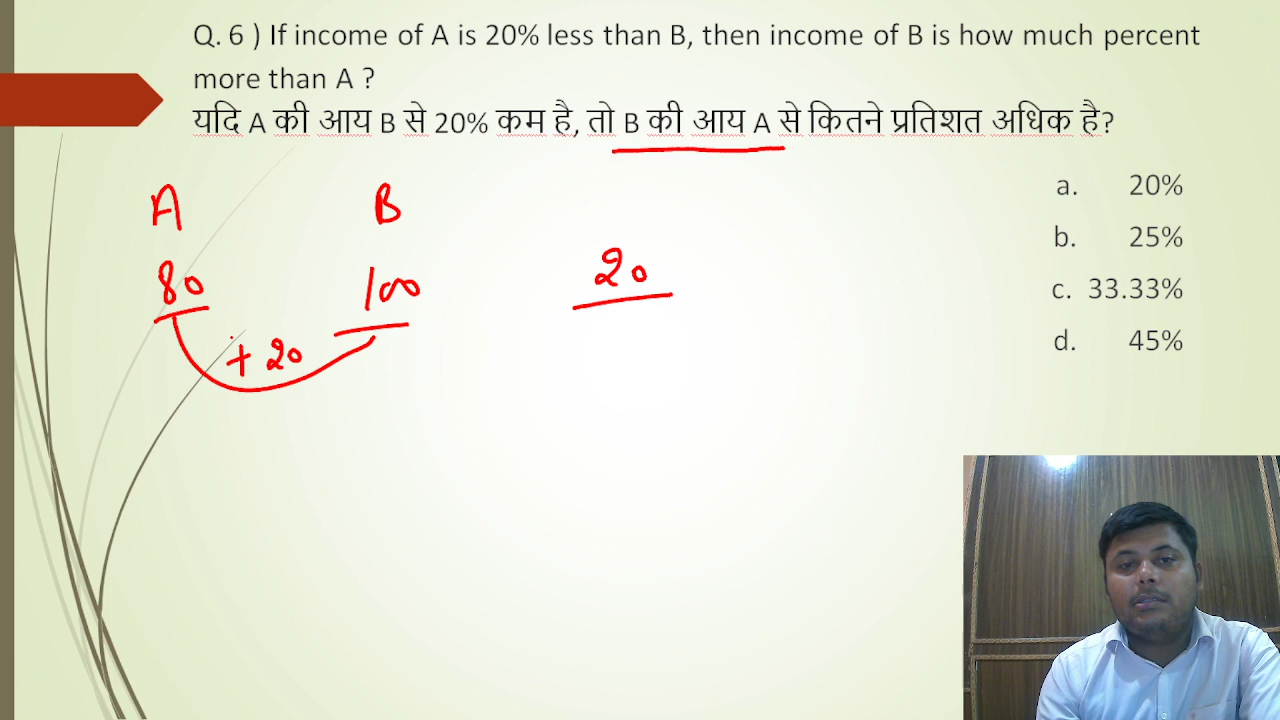 Q. 6 ) If income of A is 20% less than B, then income of B is how much percent
more than A ?
यदि A की आय B से 20% कम है, तो B की आय A से कितने प्रतिशत अधिक है?
a. 20%
b. 25%
c. 33.33%
d. 45%
A B
80 100
+ 20
20